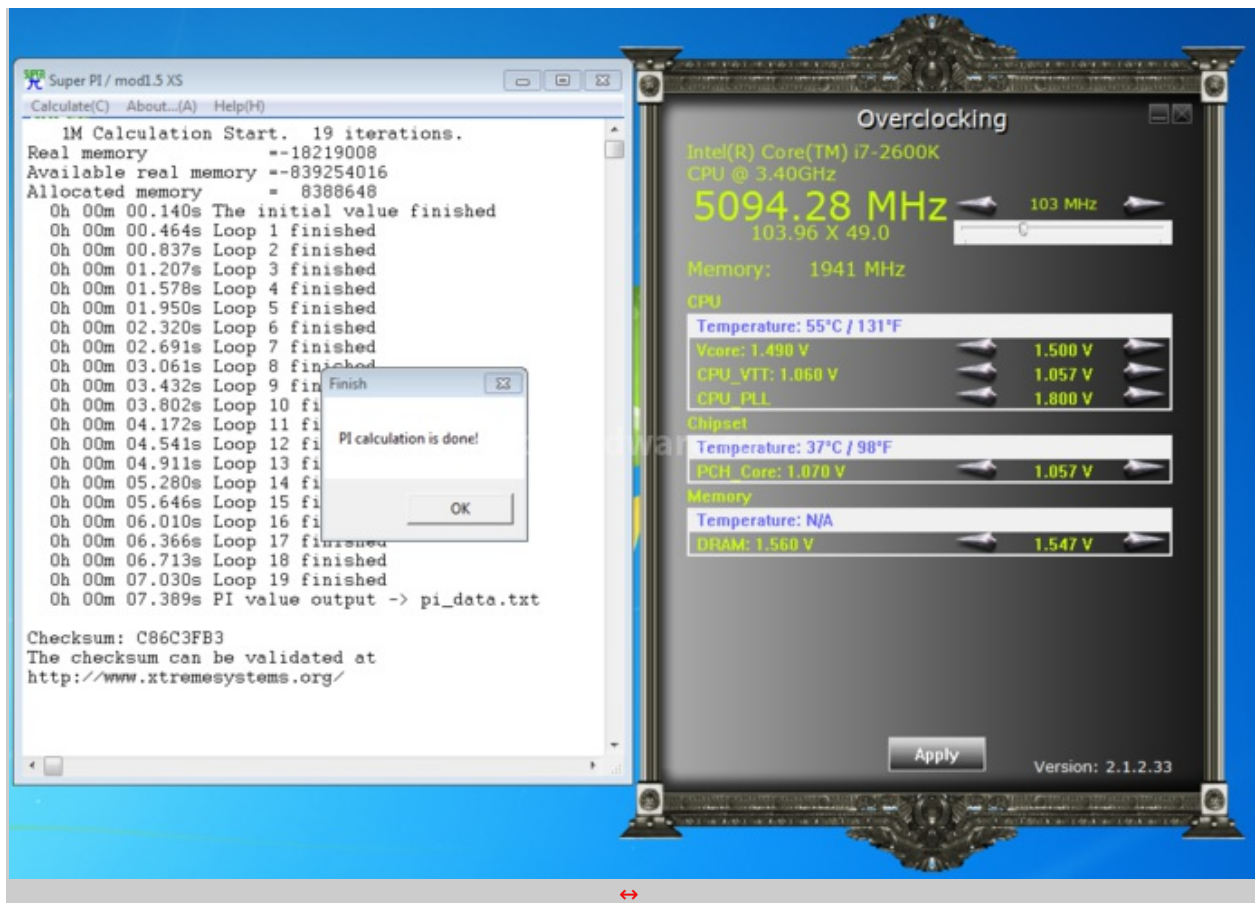 Super PI / mod1.5 XS
Calculate(C) About...(A) Help(H)
1M Calculation Start. 19 iterations.
Real memory =-18219008
Available real memory =-839254016
Allocated memory = 8388648
0h 00m 00.140s The initial value finished
0h 00m 00.464s Loop 1 finished
0h 00m 00.837s Loop 2 finished
0h 00m 01.207s Loop 3 finished
0h 00m 01.578s Loop 4 finished
0h 00m 01.950s Loop 5 finished
0h 00m 02.320s Loop 6 finished
0h 00m 02.691s Loop 7 finished
0h 00m 03.061s Loop 8 finished
0h 00m 03.432s Loop 9 fin
0h 00m 03.802s Loop 10 fi
0h 00m 04.172s Loop 11 fi
0h 00m 04.541s Loop 12 fi
0h 00m 04.911s Loop 13 fi
0h 00m 05.280s Loop 14 fi
0h 00m 05.646s Loop 15 fi
0h 00m 06.010s Loop 16 fi
0h 00m 06.366s Loop 17 finished
0h 00m 06.713s Loop 18 finished
0h 00m 07.030s Loop 19 finished
0h 00m 07.389s PI value output -> pi_data.txt
Checksum: C86C3FB3
The checksum can be validated at
http://www.xtremesystems.org/
Finish
PI calculation is done!
OK
Overclocking
Intel(R) Core(TM) i7-2600K
CPU @ 3.40GHz
5094.28 MHz 103 MHz
103.96 X 49.0
Memory: 1941 MHz
CPU
Temperature: 55°C / 131°F
Vcore: 1.490 V 1.500 V
CPU_VTT: 1.060 V 1.057 V
CPU_PLL 1.800 V
Chipset
Temperature: 37°C / 98°F
PCH_Core: 1.070 V 1.057 V
Memory
Temperature: N/A
DRAM: 1.560 V 1.547 V
Apply
Version: 2.1.2.33